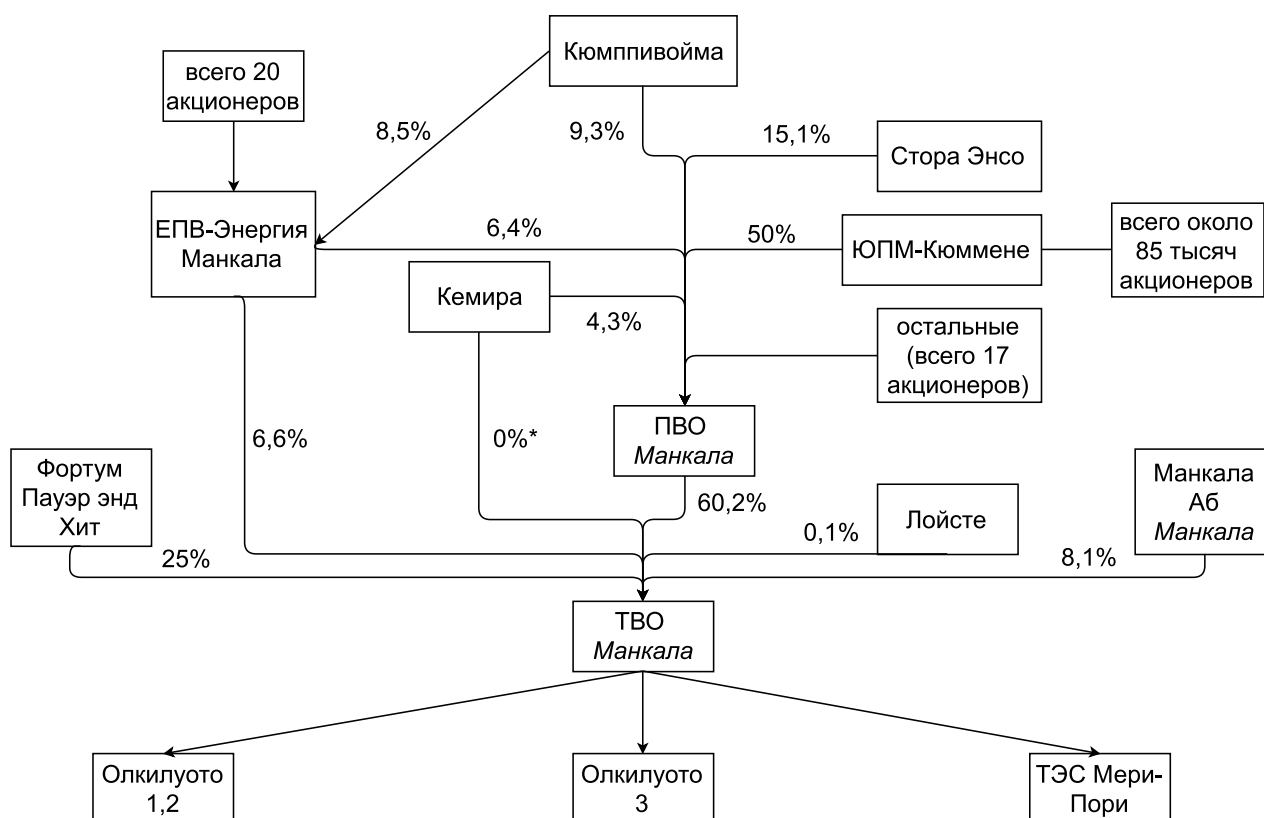 Кюмппивойма
всего 20
акционеров
8,5%
9,3%
15,1%
Стора Энсо
ЕПВ-Энергия
Манкала
6,4%
50%
ЮПМ-Кюммене
всего около
85 тысяч
акционеров
Кемира
4,3%
остальные
(всего 17
акционеров)
ПВО
Манкала
6,6%
0%*
60,2%
Фортум
Пауэр энд
Хит
Лойсте
Манкала
Аб
Манкала
25%
0,1%
8,1%
ТВО
Манкала
Олкилуото
1,2
Олкилуото
3
ТЭС Мери-
Пори